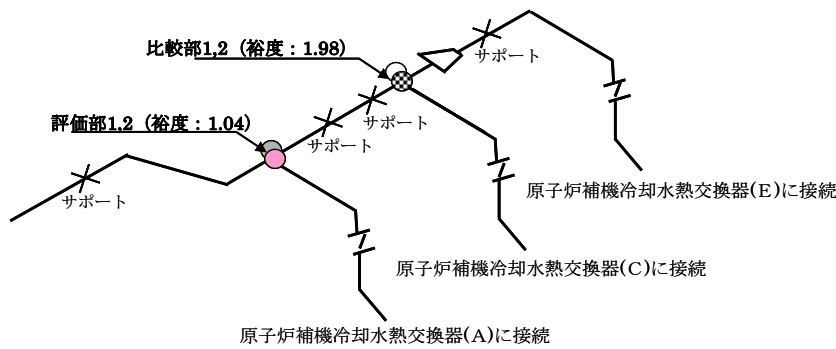 比較部1,2（裕度：1.98）
サポート
評価部1,2（裕度：1.04）
サポート
サポート
サポート
原子炉補機冷却水熱交換器(E)に接続
原子炉補機冷却水熱交換器(C)に接続
原子炉補機冷却水熱交換器(A)に接続